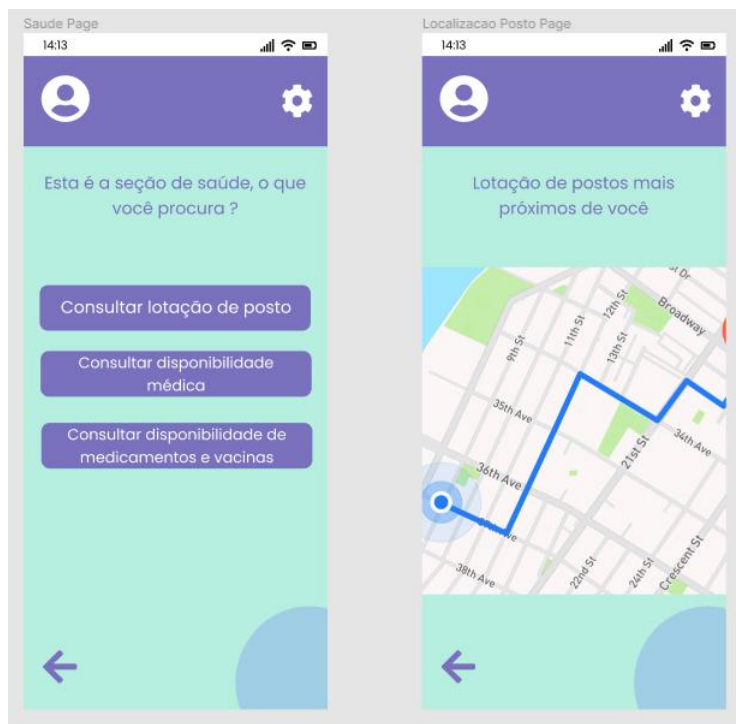 Saude Page
14:13
Esta é a seção de saúde, o que
você procura ?
Consultar lotação de posto
Consultar disponibilidade
médica
Consultar disponibilidade de
medicamentos e vacinas
Localizacao Posto Page
14:13
Lotação de postos mais
próximos de você
Dr
Broadway
12th St
11th St
13th St
9th St
35th Ave
34th Ave
21st St
36th Ave
38th Ave
22nd St
24th St
Crescent St